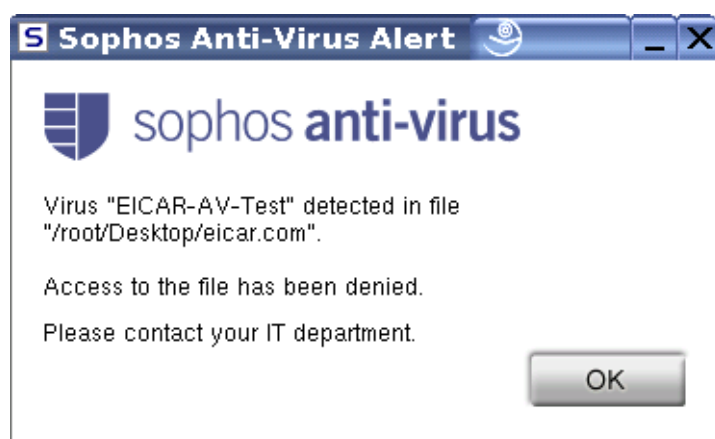 S Sophos Anti-Virus Alert
sophos anti-virus
Virus "EICAR-AV-Test" detected in file
"/root/Desktop/eicar.com".
Access to the file has been denied.
Please contact your IT department.
OK